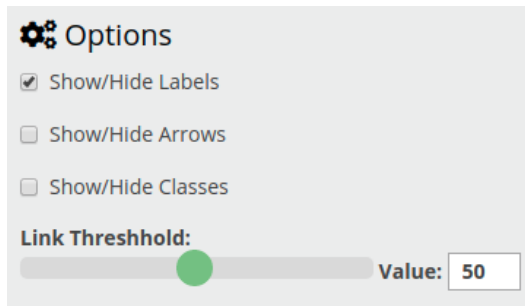 Options
Show/Hide Labels
Show/Hide Arrows
Show/Hide Classes
Link Threshhold:
Value: 50